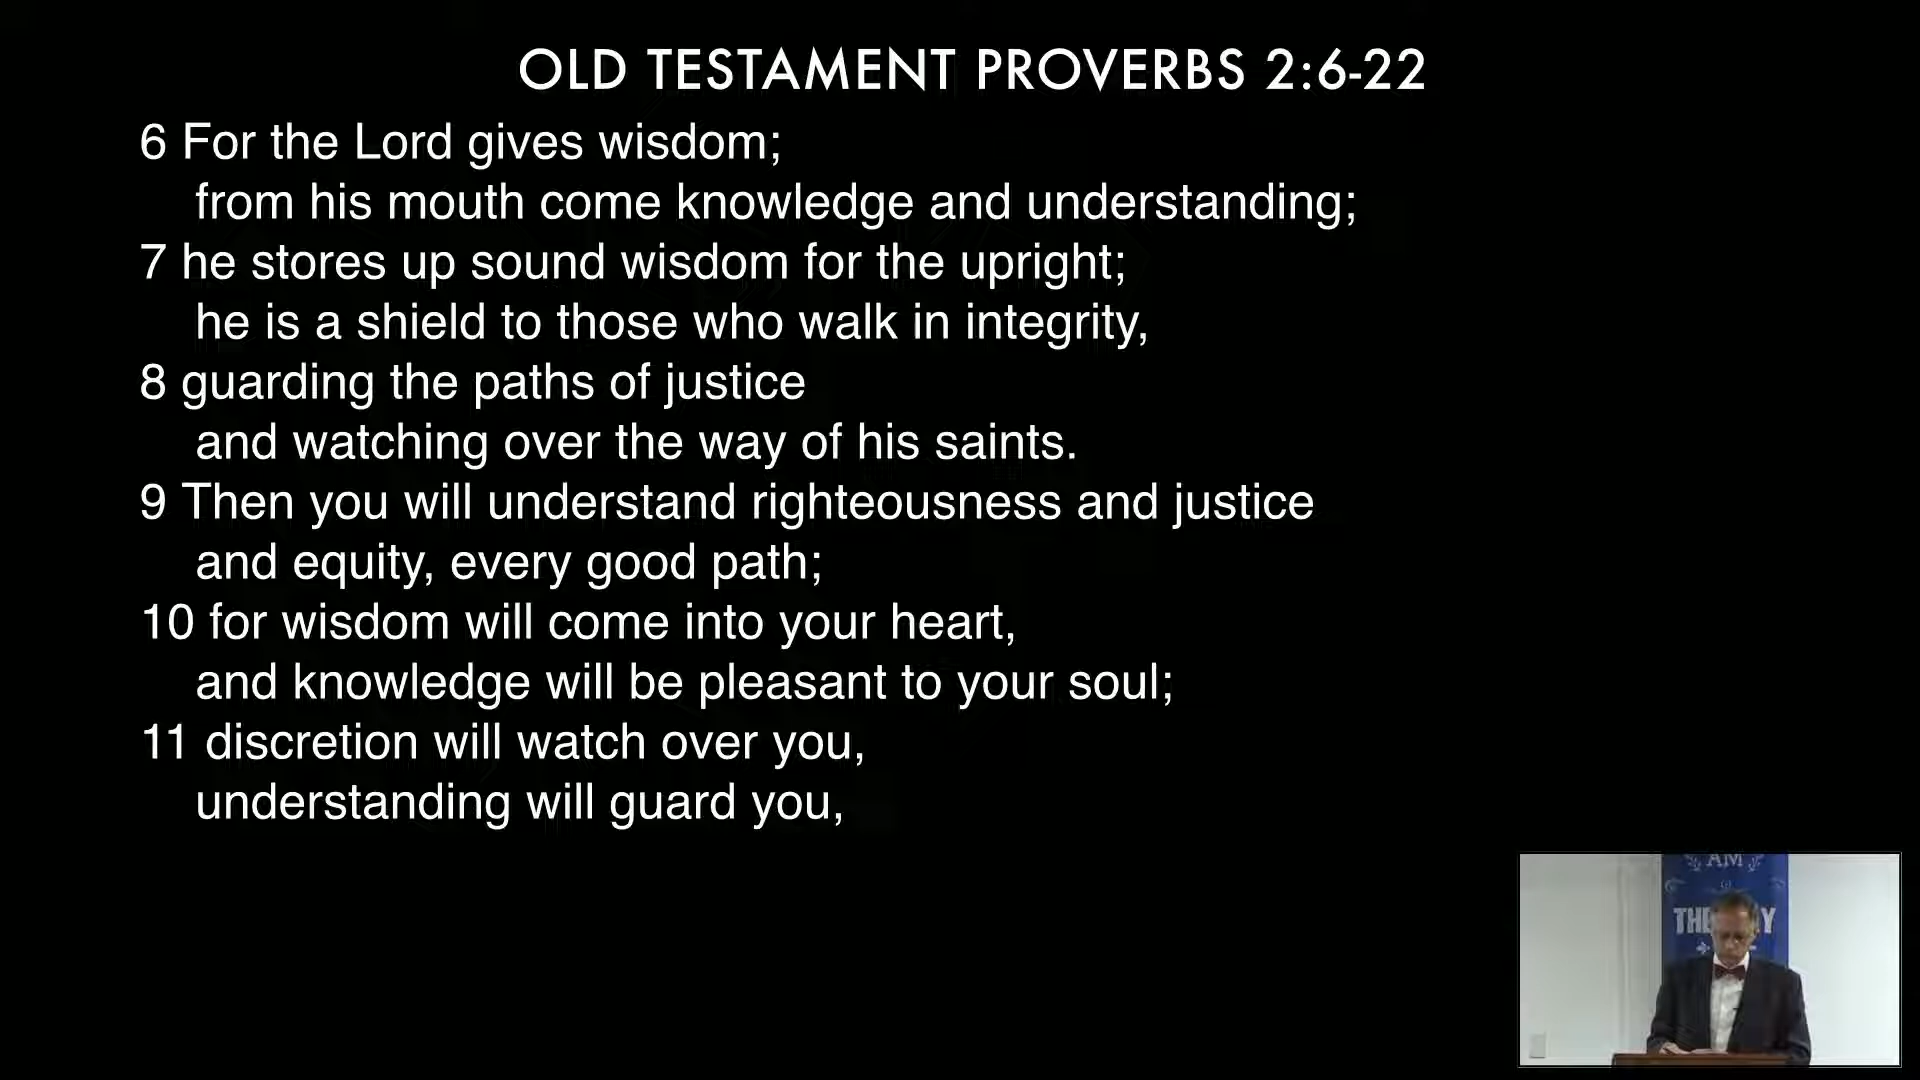 OLD TESTAMENT PROVERBS 2:6-22
6 For the Lord gives wisdom;
from his mouth come knowledge and understanding;
7 he stores up sound wisdom for the upright;
he is a shield to those who walk in integrity,
8 guarding the paths of justice
and watching over the way of his saints.
9 Then you will understand righteousness and justice
and equity, every good path;
10 for wisdom will come into your heart,
and knowledge will be pleasant to your soul;
11 discretion will watch over you,
understanding will guard you,
AM